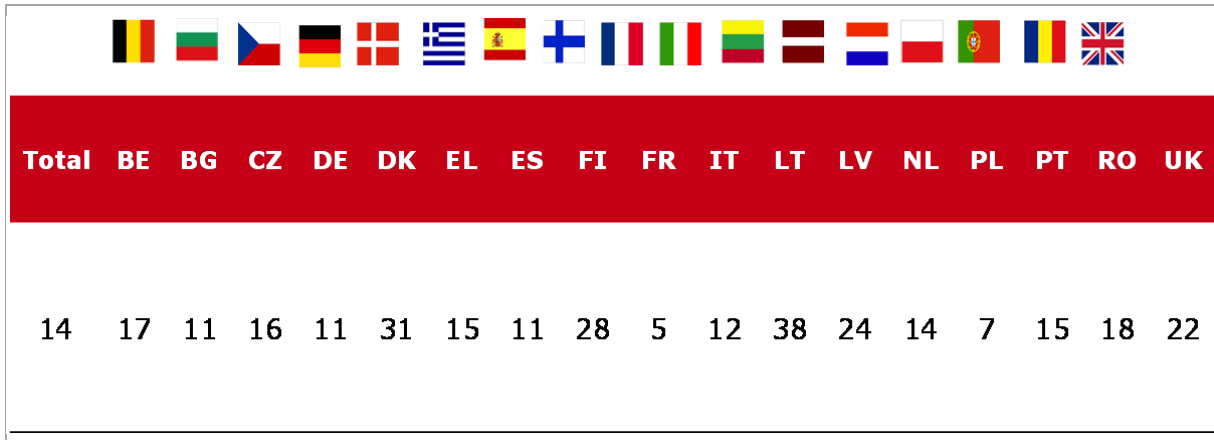 Total BE BG CZ DE DK EL ES FI FR IT LT LV NL PL PT RO UK
14 17 11 16 11 31 15 11 28 5 12 38 24 14 7 15 18 22